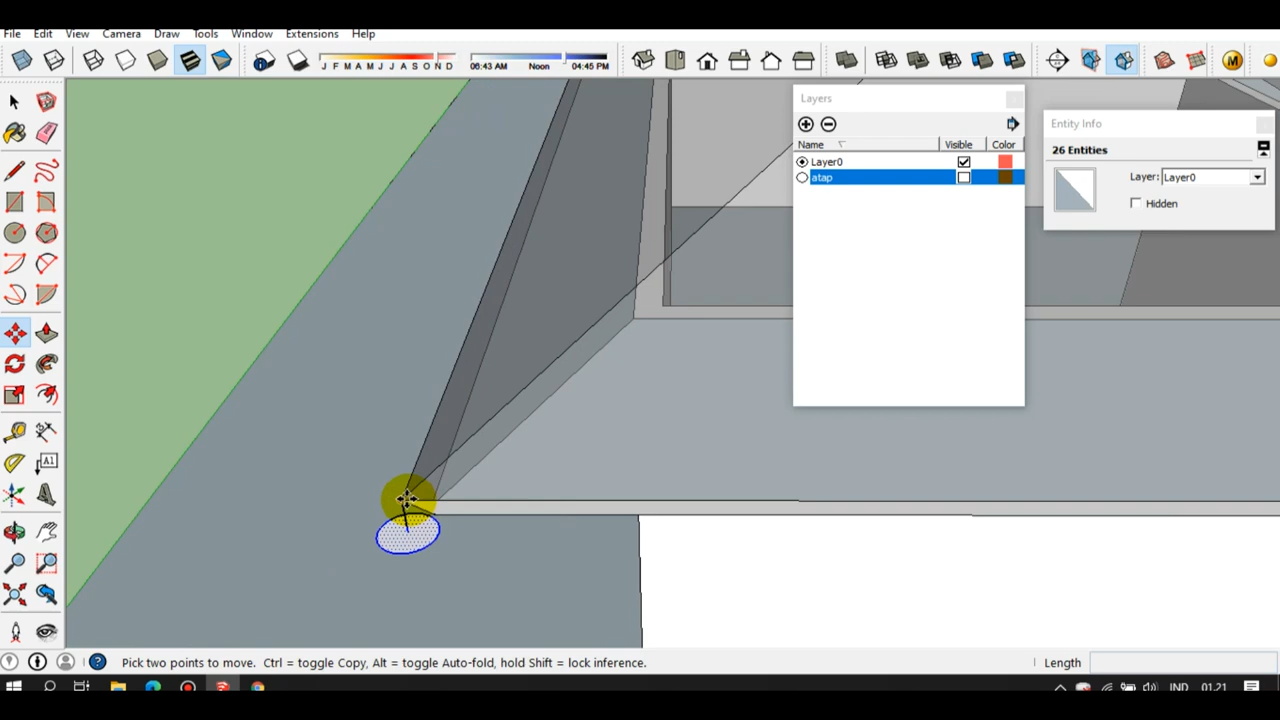 File Edit View Camera Draw Tools Window Extensions Help
J F M A M J J A S O N D 06:43 AM Noon 04:45 PM
M
Layers
Name Visible Color
Layer0
atap
Entity Info
26 Entities
Layer: Layer0
Hidden
A1
Pick two points to move. Ctrl = toggle Copy, Alt = toggle Auto-fold, hold Shift = lock inference.
Length
IND 01.21